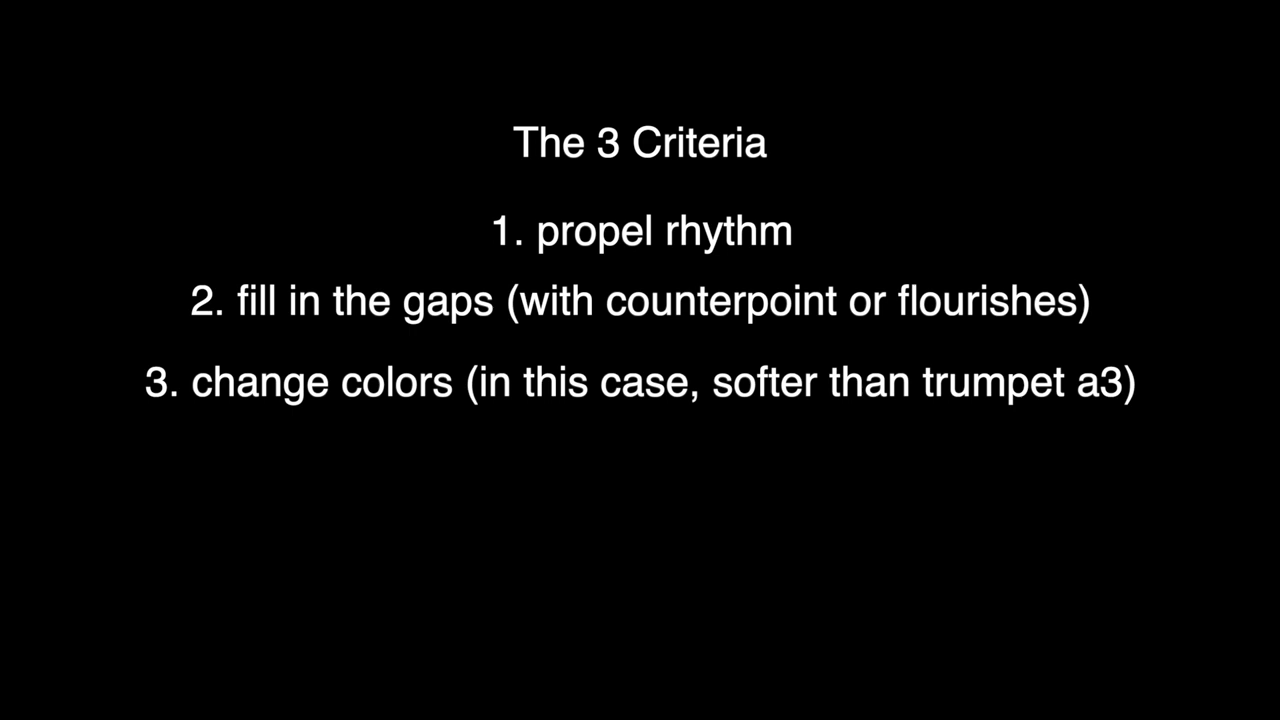 The 3 Criteria
1. propel rhythm
2. fill in the gaps (with counterpoint or flourishes)
3. change colors (in this case, softer than trumpet a3)